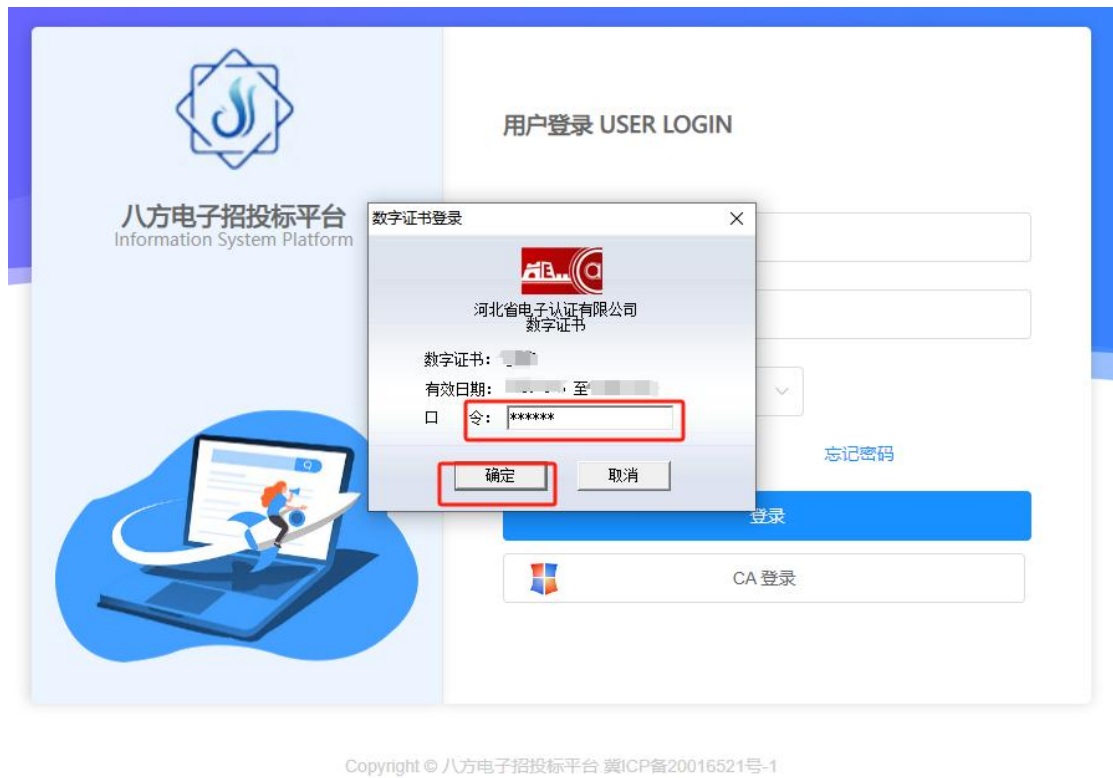 用户登录 USER LOGIN
八方电子招投标平台
Information System Platform
数字证书登录
河北省电子认证有限公司
数字证书
数字证书：
有效日期： 至
口 令： ******
确定 取消
忘记密码
登录
CA 登录
Copyright © 八方电子招投标平台 冀ICP备20016521号-1